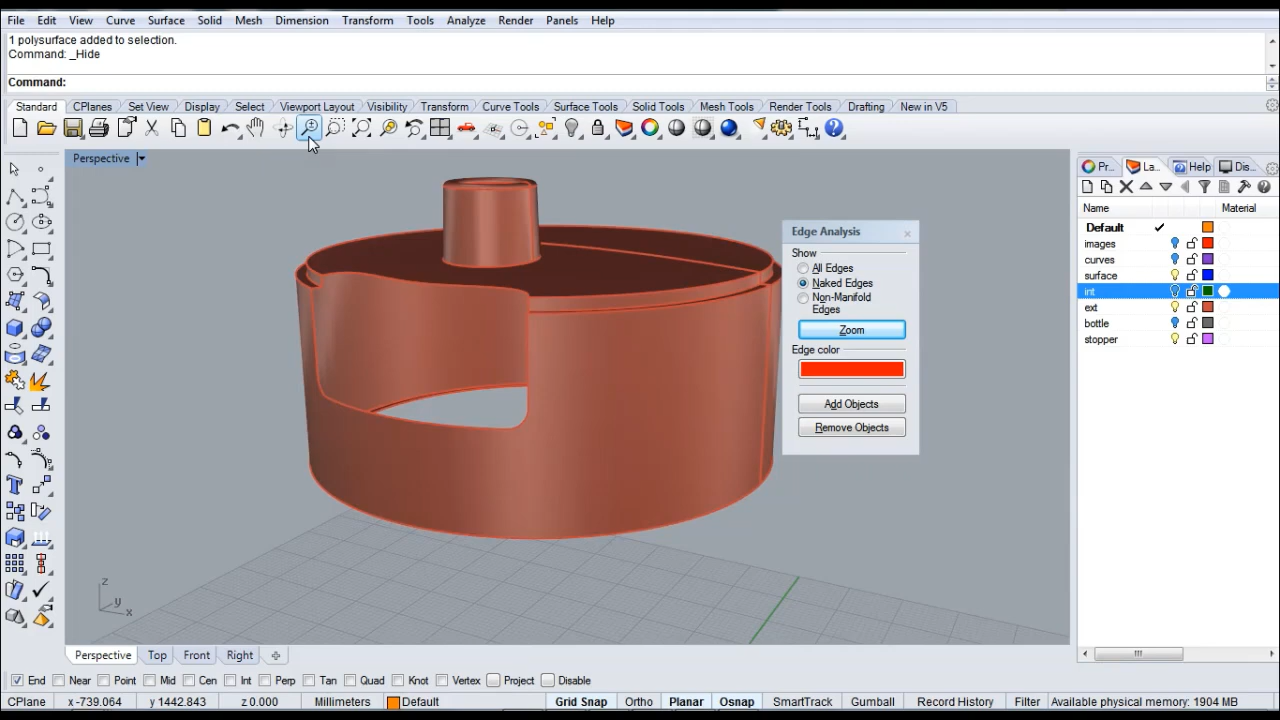 File Edit View Curve Surface Solid Mesh Dimension Transform Tools Analyze Render Panels Help
1 polysurface added to selection.
Command: _Hide
Command:
Standard CPlanes Set View Display Select Viewport Layout Visibility Transform Curve Tools Surface Tools Solid Tools Mesh Tools Render Tools Drafting New in V5
Perspective
Pr... La... Help Dis...
Name Material
Default
images
curves
surface
int
ext
bottle
stopper
Edge Analysis
Show
All Edges
Naked Edges
Non-Manifold
Edges
Zoom
Edge color
Add Objects
Remove Objects
z
y
x
Perspective Top Front Right
End Near Point Mid Cen Int Perp Tan Quad Knot Vertex Project Disable
CPlane x -739.064 y 1442.843 z 0.000 Millimeters Default Grid Snap Ortho Planar Osnap SmartTrack Gumball Record History Filter Available physical memory: 1904 MB